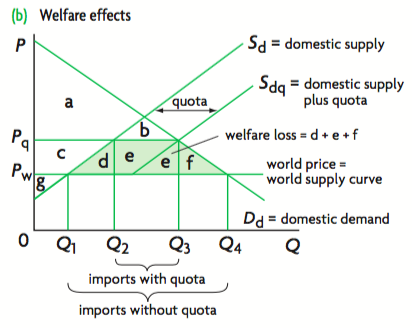 (b) Welfare effects
P
Sd = domestic supply
Sdq = domestic supply
plus quota
a
quota
b
Pq
welfare loss = d + e + f
c
d
e
e
f
Pw
world price =
world supply curve
g
Dd = domestic demand
0
Q1
Q2
Q3
Q4
Q
imports with quota
imports without quota